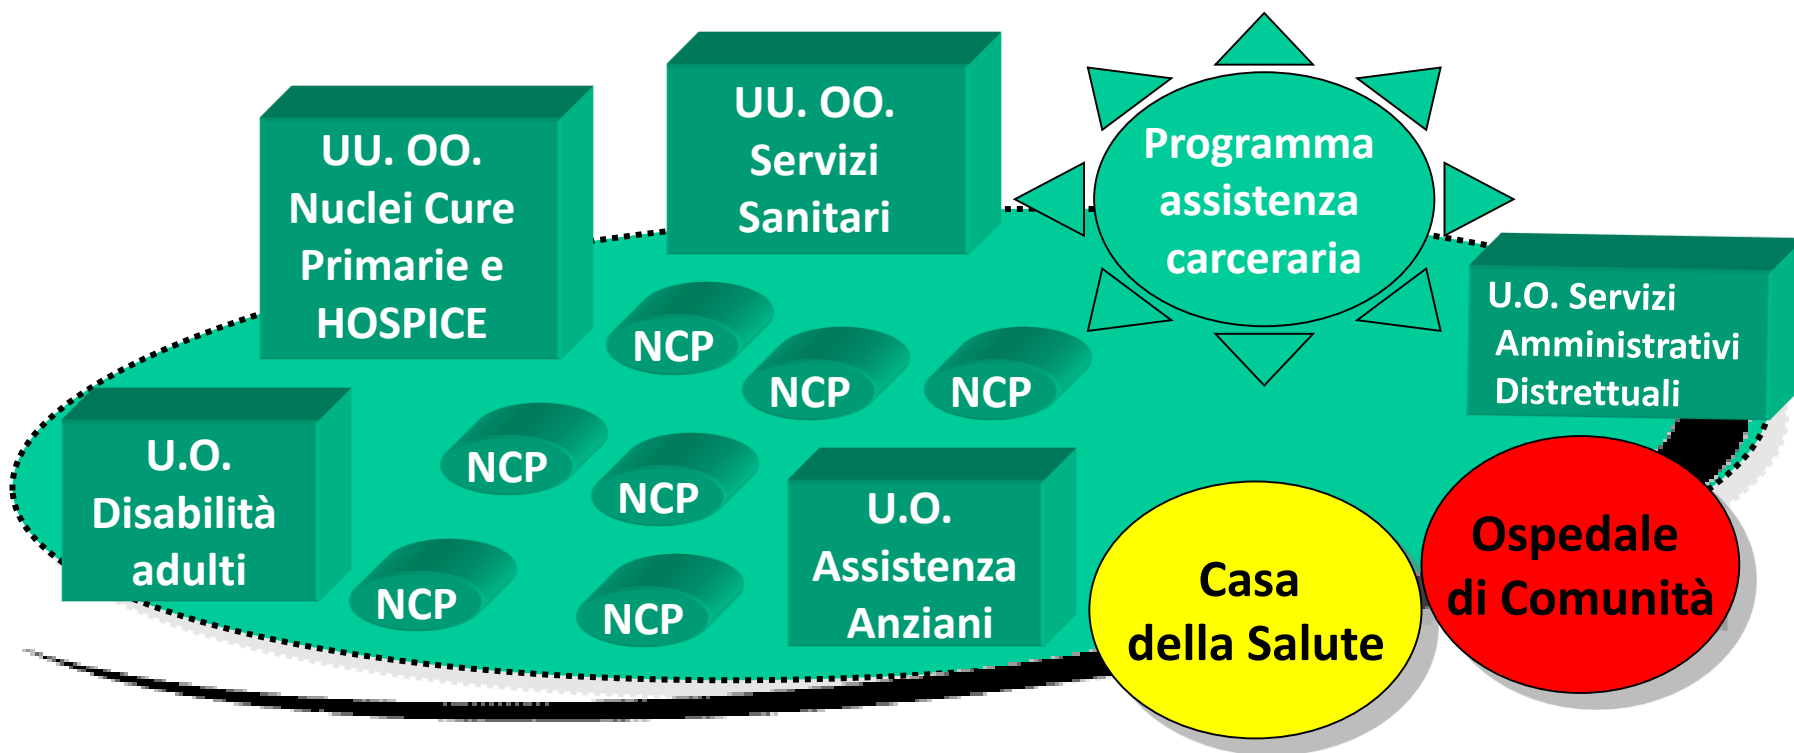 UU. OO.
Nuclei Cure
Primarie e
HOSPICE
UU. OO.
Servizi
Sanitari
Programma
assistenza
carceraria
U.O. Servizi
Amministrativi
Distrettuali
NCP
NCP
NCP
NCP
NCP
NCP
NCP
U.O.
Disabilità
adulti
U.O.
Assistenza
Anziani
Casa
della Salute
Ospedale
di Comunità